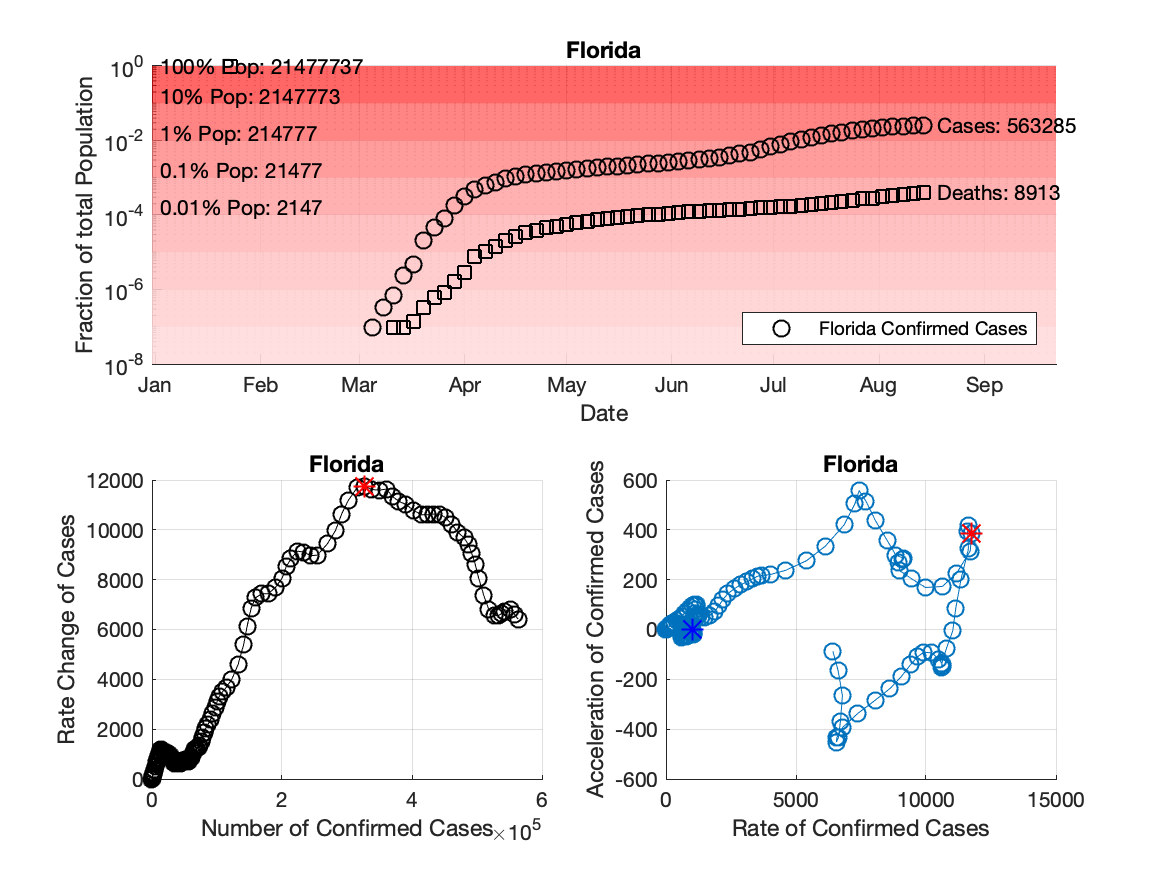 Florida
Fraction of total Population
10^0
10^-2
10^-4
10^-6
10^-8
100% Pop: 21477737
10% Pop: 2147773
1% Pop: 214777
0.1% Pop: 21477
0.01% Pop: 2147
Cases: 563285
Deaths: 8913
Florida Confirmed Cases
Jan Feb Mar Apr May Jun Jul Aug Sep
Date
Florida
Rate Change of Cases
12000
10000
8000
6000
4000
2000
0
0 2 4 6
Number of Confirmed Cases ×10^5
Florida
Acceleration of Confirmed Cases
600
400
200
0
-200
-400
-600
0 5000 10000 15000
Rate of Confirmed Cases